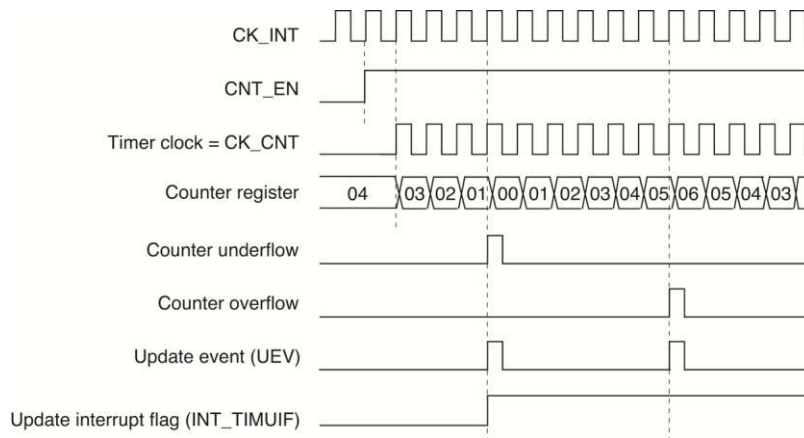 CK_INT
CNT_EN
Timer clock = CK_CNT
Counter register 04 03 02 01 00 01 02 03 04 05 06 05 04 03
Counter underflow
Counter overflow
Update event (UEV)
Update interrupt flag (INT_TIMUIF)